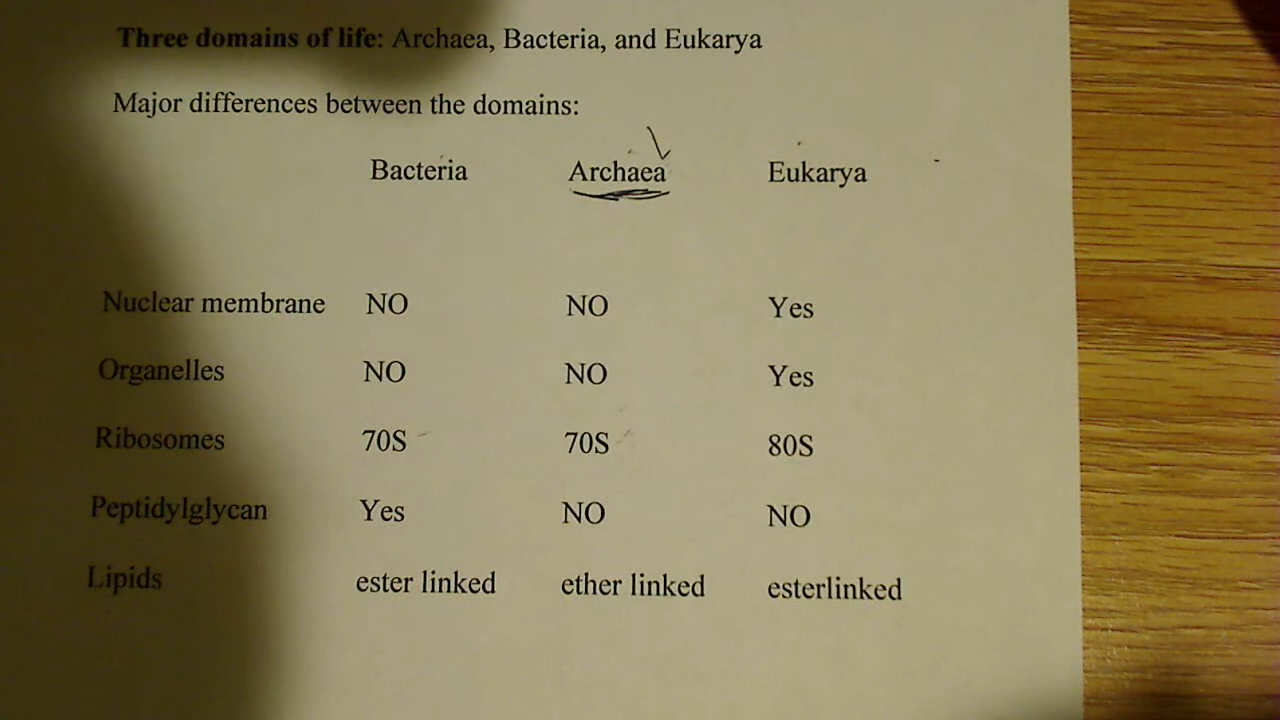 Three domains of life: Archaea, Bacteria, and Eukarya
Major differences between the domains:
Bacteria Archaea Eukarya
Nuclear membrane NO NO Yes
Organelles NO NO Yes
Ribosomes 70S 70S 80S
Peptidylglycan Yes NO NO
Lipids ester linked ether linked esterlinked